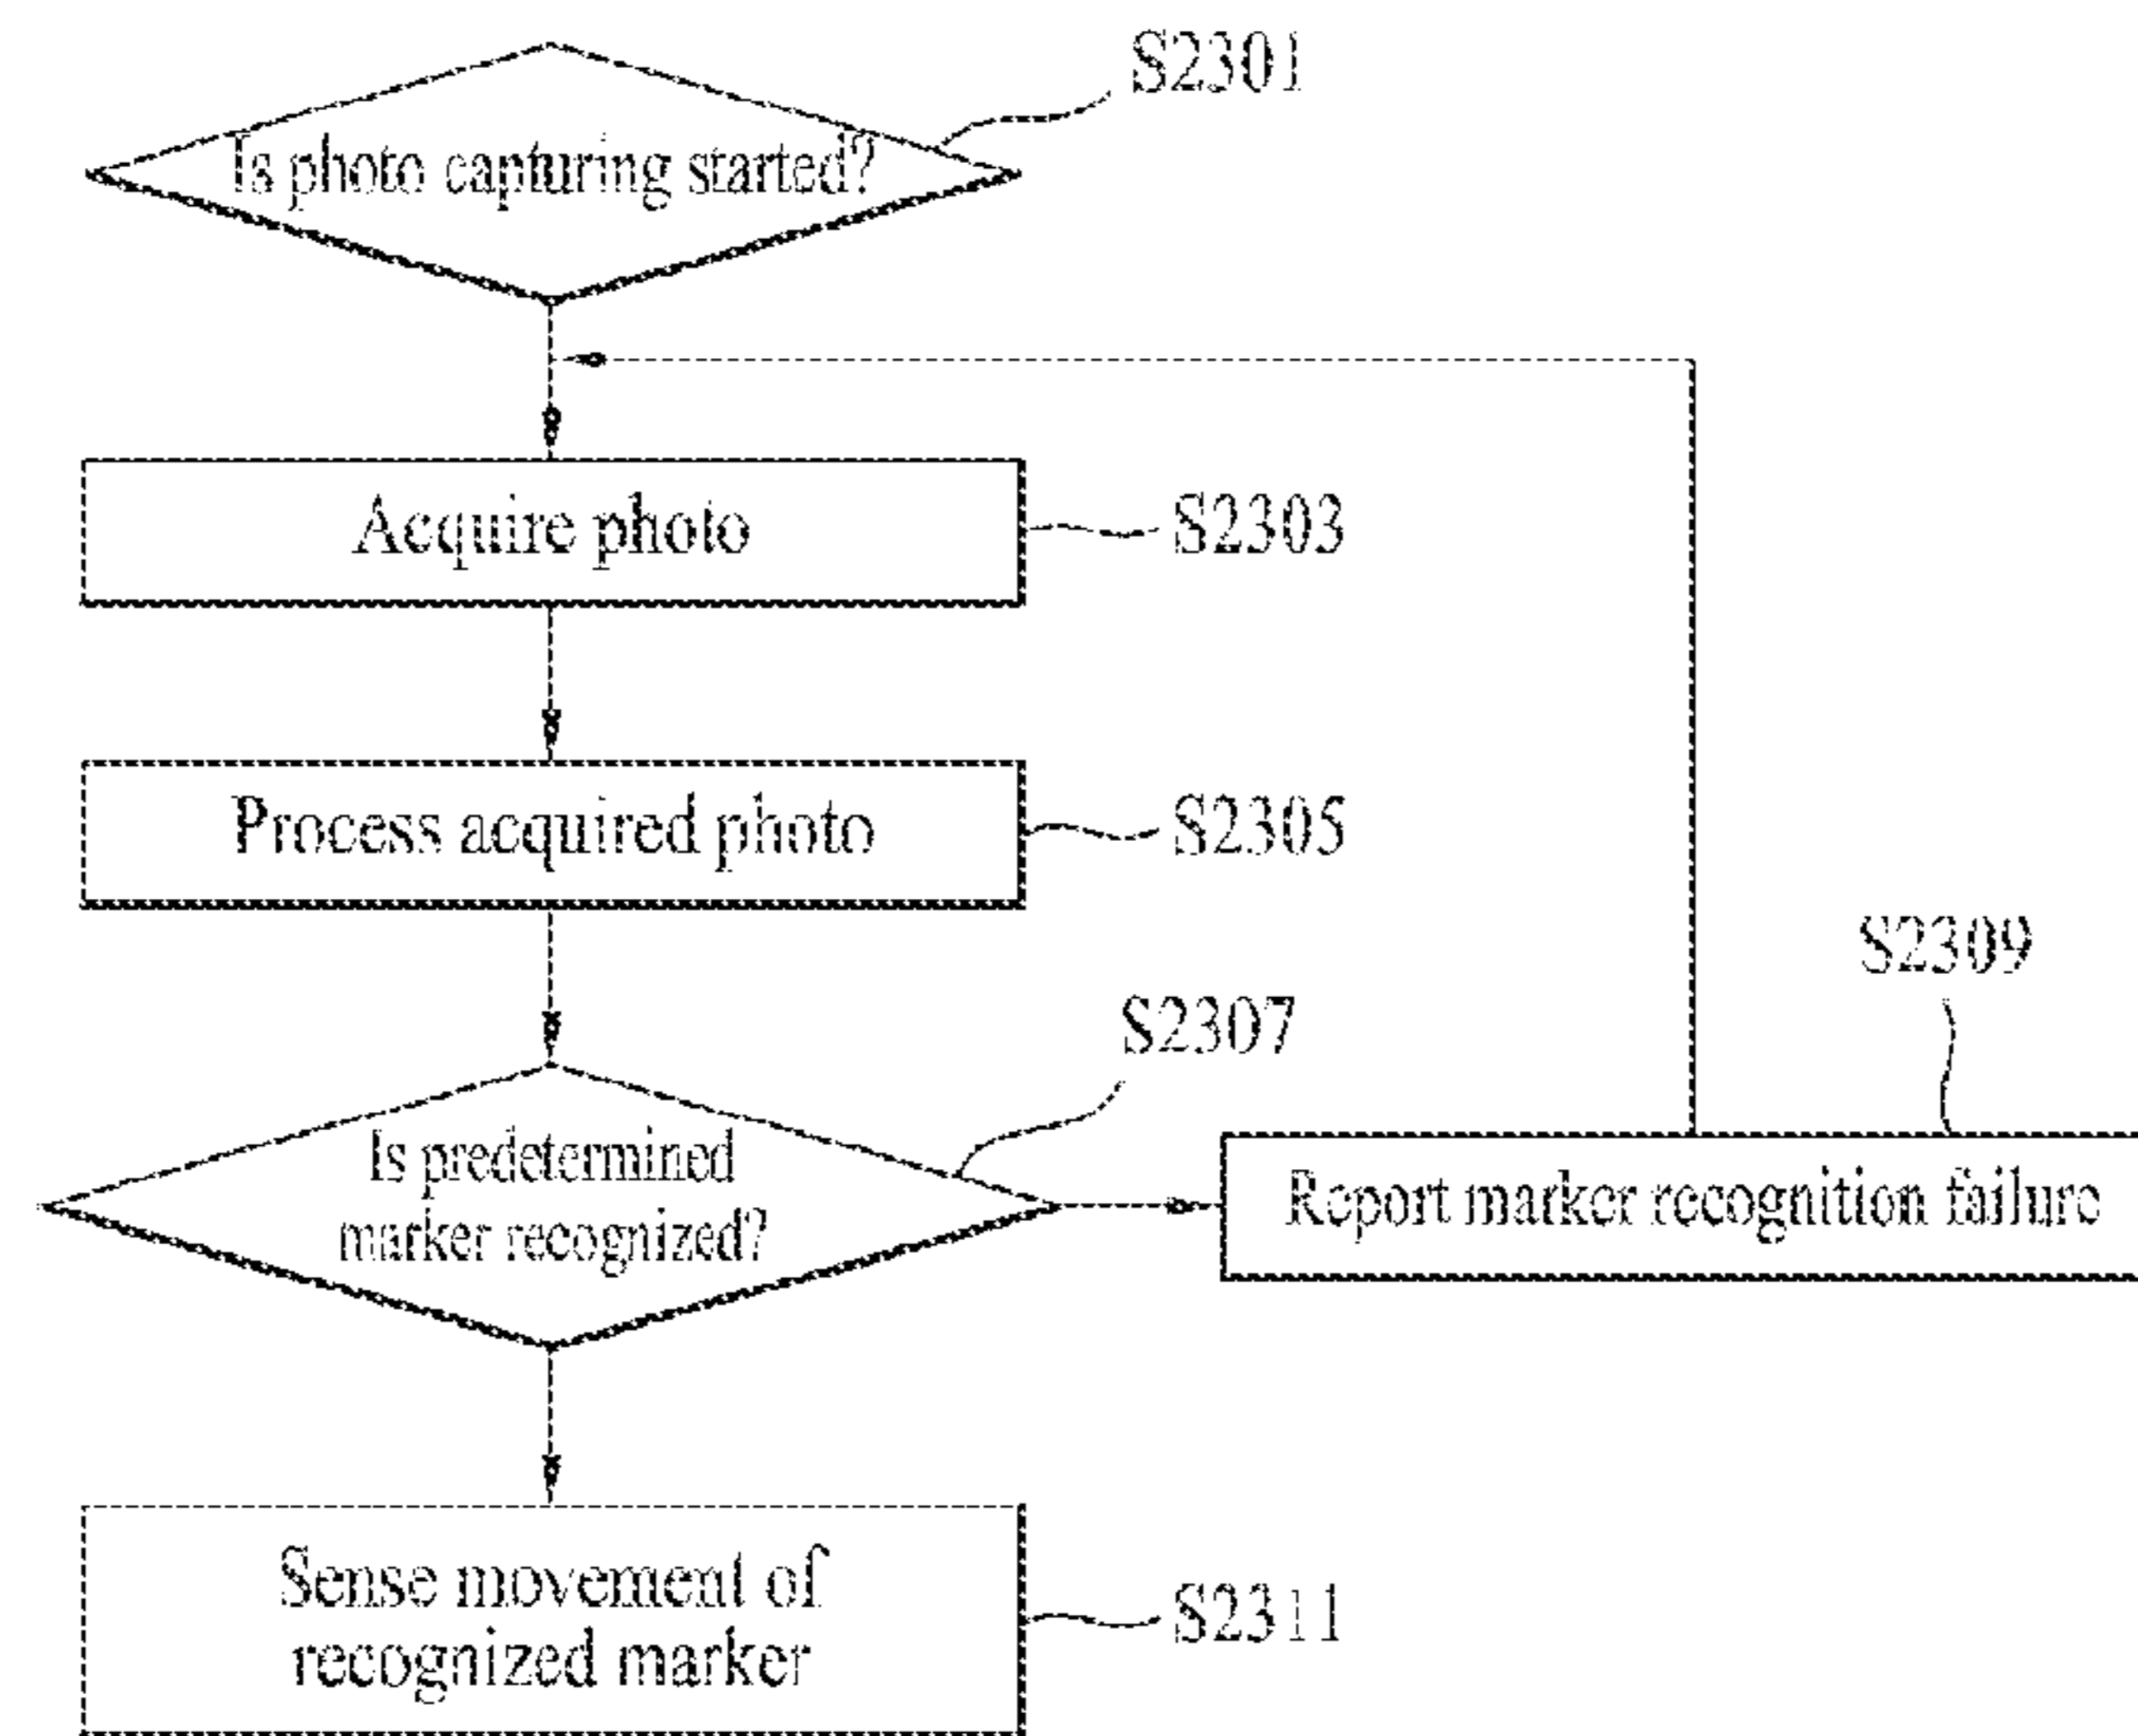 S2301
Is photo capturing started?
Acquire photo
S2303
Process acquired photo
S2305
S2309
S2307
Is predetermined
marker recognized?
Report marker recognition failure
Sense movement of
recognized marker
S2311